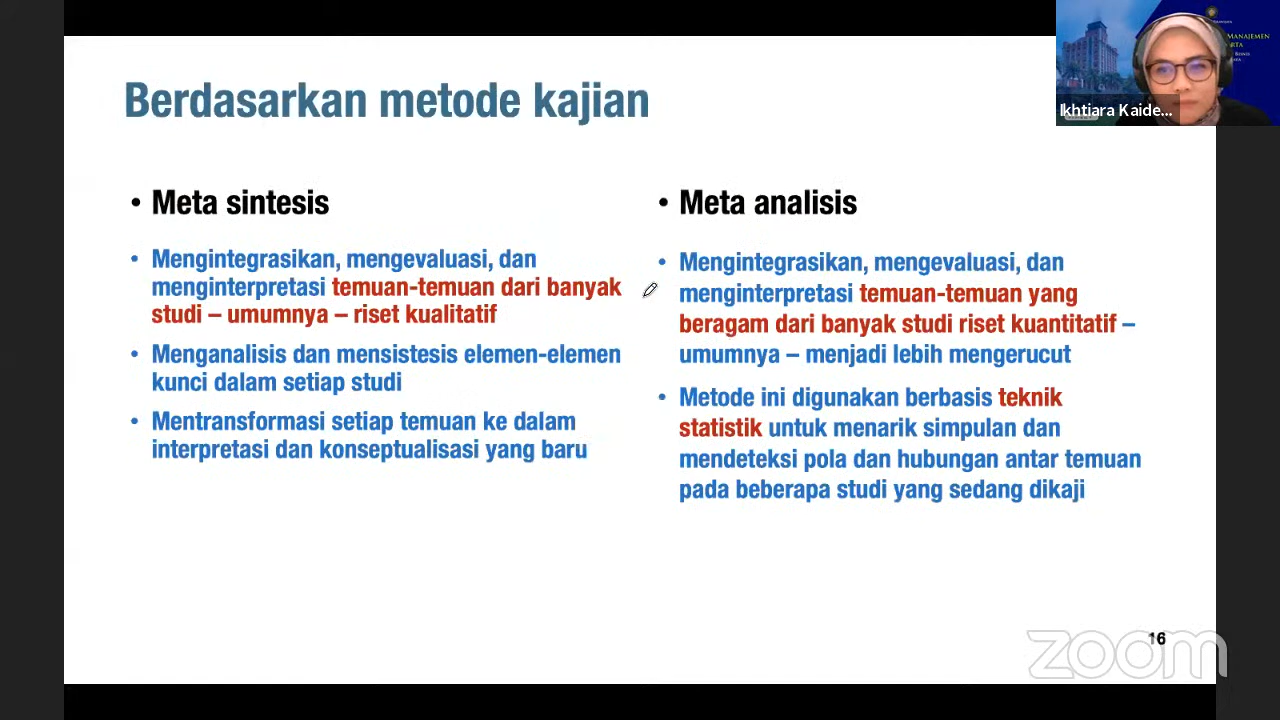 Berdasarkan metode kajian
• Meta sintesis
• Mengintegrasikan, mengevaluasi, dan
menginterpretasi temuan-temuan dari banyak
studi – umumnya – riset kualitatif
• Menganalisis dan mensistesis elemen-elemen
kunci dalam setiap studi
• Mentransformasi setiap temuan ke dalam
interpretasi dan konseptualisasi yang baru
• Meta analisis
• Mengintegrasikan, mengevaluasi, dan
menginterpretasi temuan-temuan yang
beragam dari banyak studi riset kuantitatif –
umumnya – menjadi lebih mengerucut
• Metode ini digunakan berbasis teknik
statistik untuk menarik simpulan dan
mendeteksi pola dan hubungan antar temuan
pada beberapa studi yang sedang dikaji
MANAJEMEN
Ikhtiara Kaide...
16
zoom